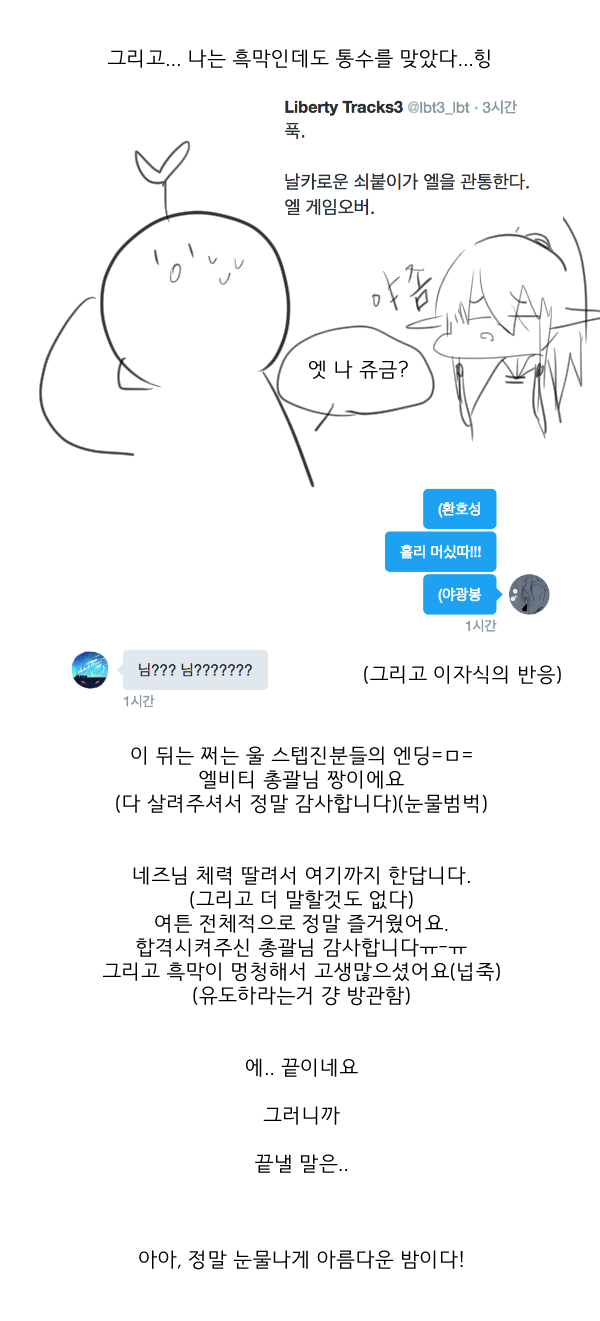 그리고... 나는 흑막인데도 통수를 맞았다...힝
Liberty Tracks3 @lbt3_lbt · 3시간
푹.
날카로운 쇠붙이가 엘을 관통한다.
엘 게임오버.
야쥼
엣 나 쥬금?
(환호성
홀리 머싰따!!!
(야광봉
1시간
님??? 님???????
1시간
(그리고 이자식의 반응)
이 뒤는 쩌는 울 스텝진분들의 엔딩=ㅁ=
엘비티 총괄님 짱이에요
(다 살려주셔서 정말 감사합니다)(눈물범벅)
네즈님 체력 딸려서 여기까지 한답니다.
(그리고 더 말할것도 없다)
여튼 전체적으로 정말 즐거웠어요.
합격시켜주신 총괄님 감사합니다ㅠ-ㅠ
그리고 흑막이 멍청해서 고생많으셨어요(넙죽)
(유도하라는거 걍 방관함)
에.. 끝이네요
그러니까
끝낼 말은..
아아, 정말 눈물나게 아름다운 밤이다!